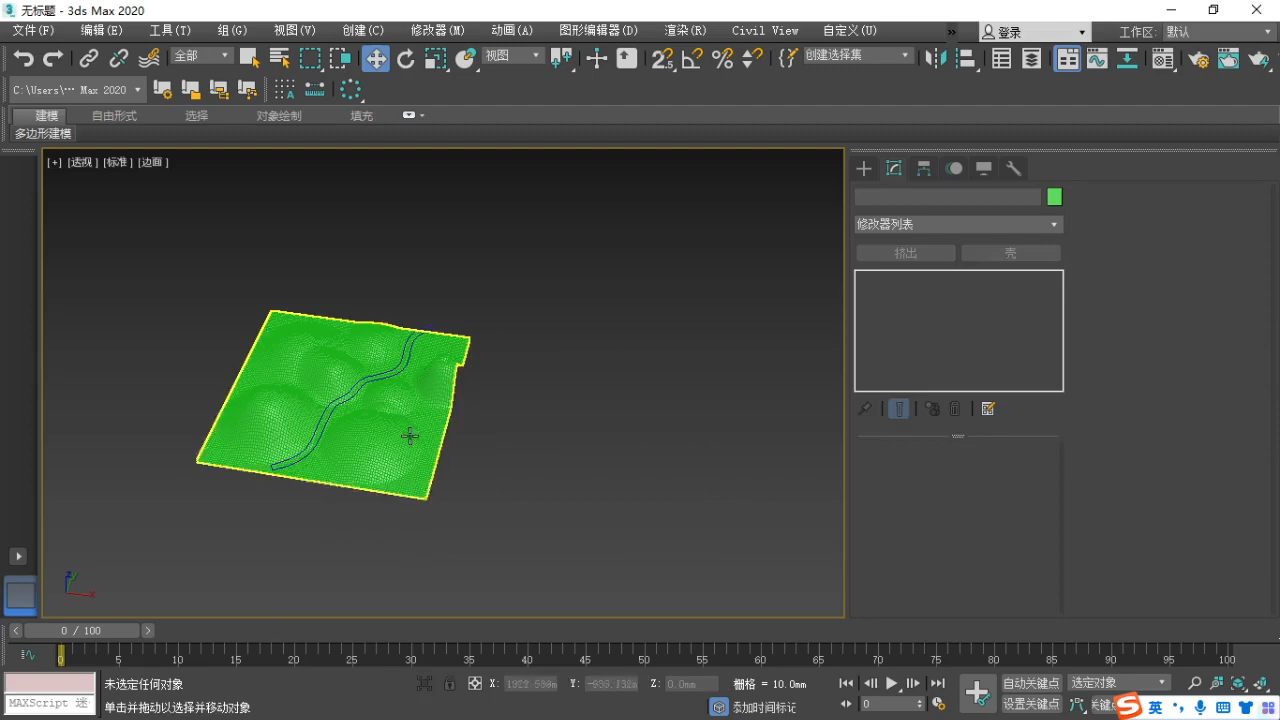 无标题 - 3ds Max 2020
文件(F) 编辑(E) 工具(T) 组(G) 视图(V) 创建(C) 修改器(M) 动画(A) 图形编辑器(D) 渲染(R) Civil View 自定义(U) » 登录 工作区: 默认
全部 视图 创建选择集
C:\Users\··· Max 2020
建模 自由形式 选择 对象绘制 填充
多边形建模
[+] [透视] [标准] [边面]
修改器列表
挤出 壳
z y x
0 / 100
0 5 10 15 20 25 30 35 40 45 50 55 60 65 70 75 80 85 90 95 100
未选定任何对象 X: Y: Z: 0.0mm 栅格 = 10.0mm 自动关键点 选定对象
MAXScript 迷 单击并拖动以选择并移动对象 添加时间标记 0 设置关键点 英